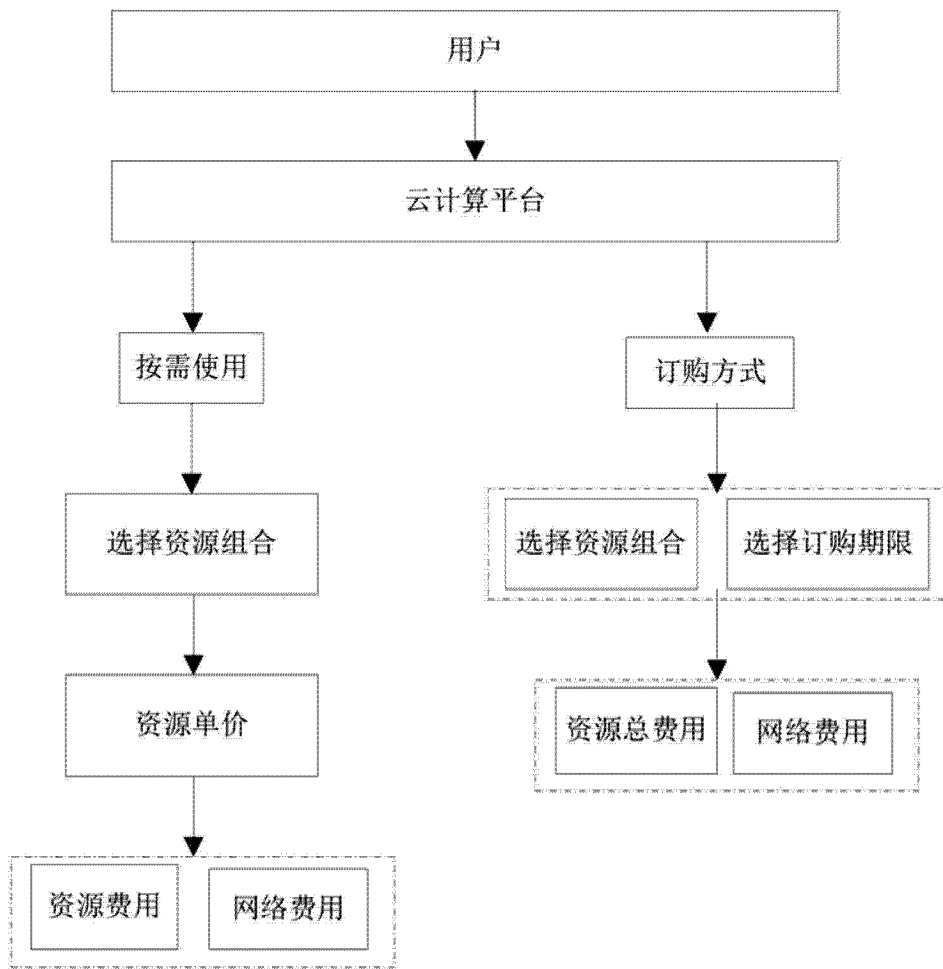 用户
云计算平台
按需使用
订购方式
选择资源组合
选择资源组合
选择订购期限
资源单价
资源总费用
网络费用
资源费用
网络费用